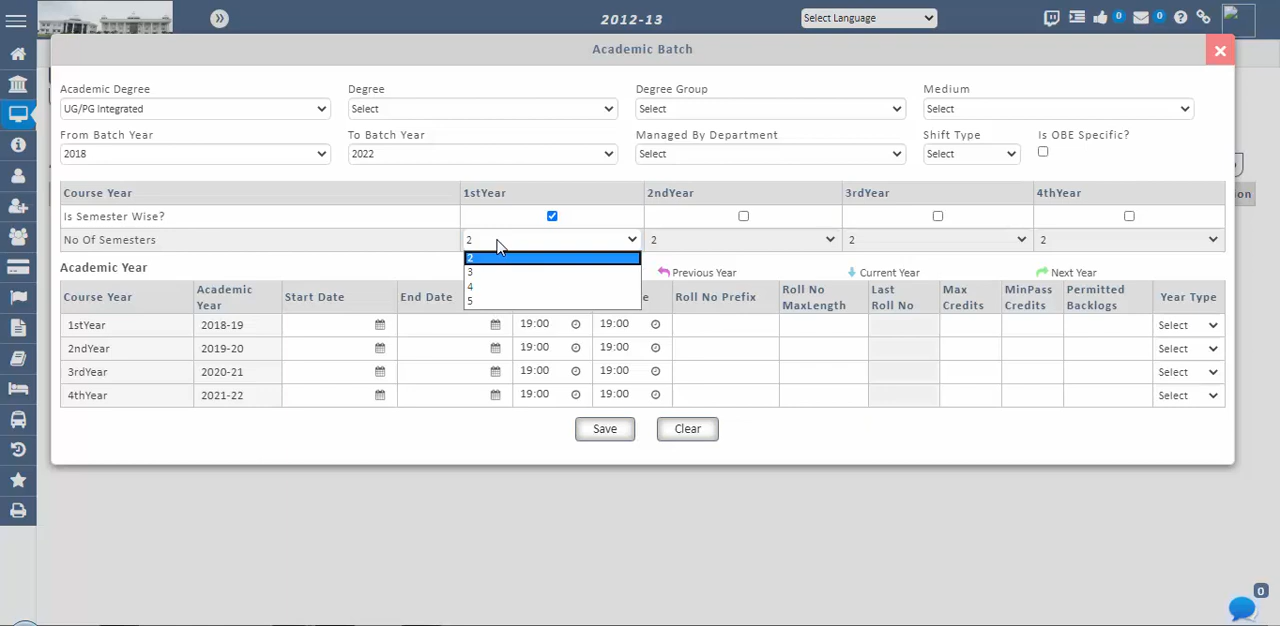 2012-13
Select Language
0
0
Academic Batch
Academic Degree
Degree
Degree Group
Medium
UG/PG Integrated
Select
Select
Select
From Batch Year
To Batch Year
Managed By Department
Shift Type
Is OBE Specific?
2018
2022
Select
Select
Course Year
1stYear
2ndYear
3rdYear
4thYear
ion
Is Semester Wise?
No Of Semesters
2
2
2
2
2
3
4
5
Academic Year
Previous Year
Current Year
Next Year
Course Year
Academic Year
Start Date
End Date
e
Roll No Prefix
Roll No MaxLength
Last Roll No
Max Credits
MinPass Credits
Permitted Backlogs
Year Type
1stYear
2018-19
19:00
19:00
Select
2ndYear
2019-20
19:00
19:00
Select
3rdYear
2020-21
19:00
19:00
Select
4thYear
2021-22
19:00
19:00
Select
Save
Clear
0